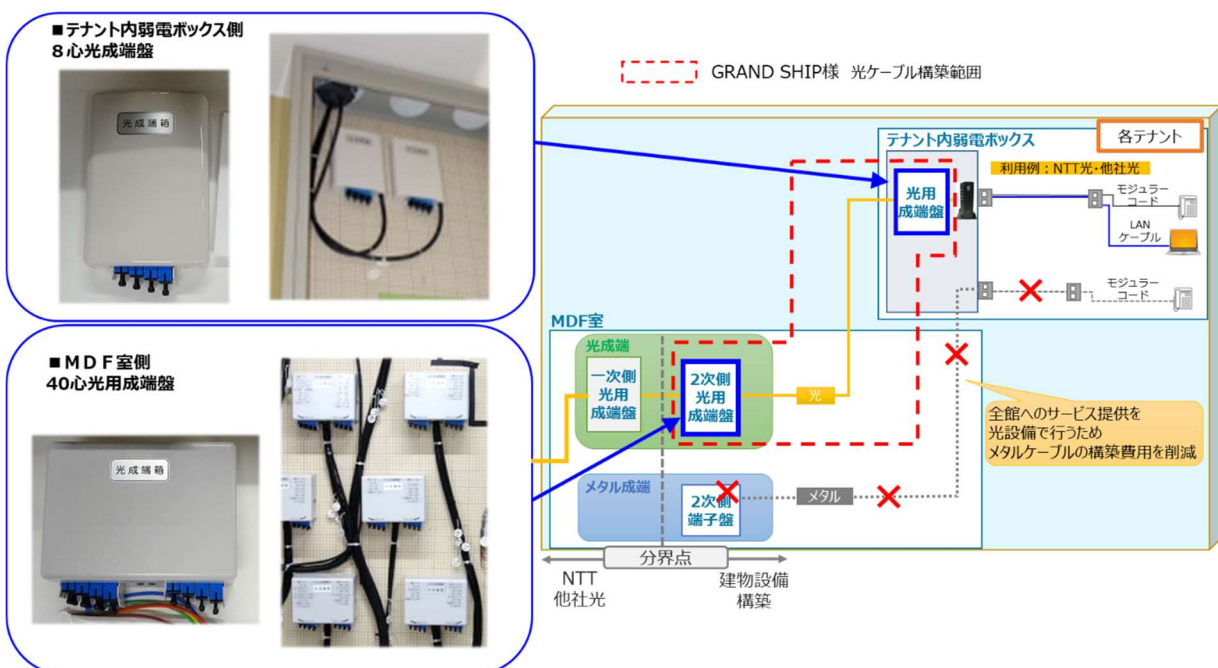 ■テナント内弱電ボックス側
8心光成端盤
光成端箱
■MDF室側
40心光用成端盤
光成端箱
GRAND SHIP様 光ケーブル構築範囲
各テナント
テナント内弱電ボックス
利用例：NTT光・他社光
光用
成端盤
モジュラー
コード
LAN
ケーブル
モジュラー
コード
MDF室
光成端
一次側
光用
成端盤
2次側
光用
成端盤
光
全館へのサービス提供を
光設備で行うため
メタルケーブルの構築費用を削減
メタル成端
2次側
端子盤
メタル
分界点
NTT
他社光
建物設備
構築